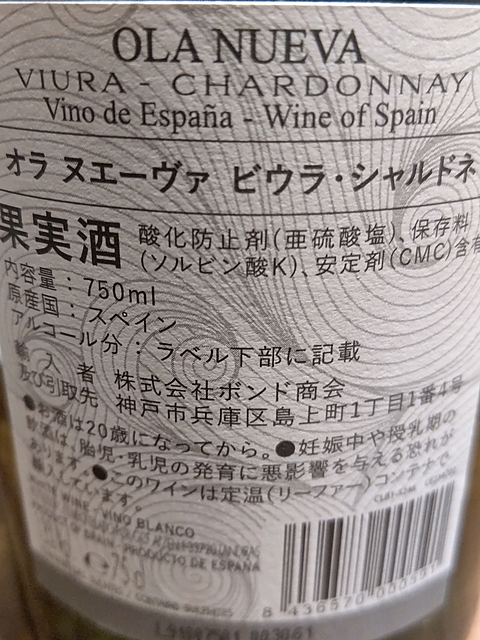 OLA NUEVA
VIURA - CHARDONNAY
Vino de España - Wine of Spain
オラ ヌエーヴァ ビウラ・シャルドネ
果実酒
酸化防止剤(亜硫酸塩)、保存料
(ソルビン酸K)、安定剤(CMC)含有
内容量：750ml
原産国：スペイン
アルコール分：ラベル下部に記載
輸入者 株式会社ボンド商会
及び引取先 神戸市兵庫区島上町1丁目1番4号
●お酒は20歳になってから。●妊娠中や授乳期の
飲酒は、胎児・乳児の発育に悪影響を与える恐れが
あります。●このワインは定温(リーファー)コンテナで
輸入しています。
WINE - VINO BLANCO
OF SPAIN - PRODUCTO DE ESPAÑA
75cl
8 436570